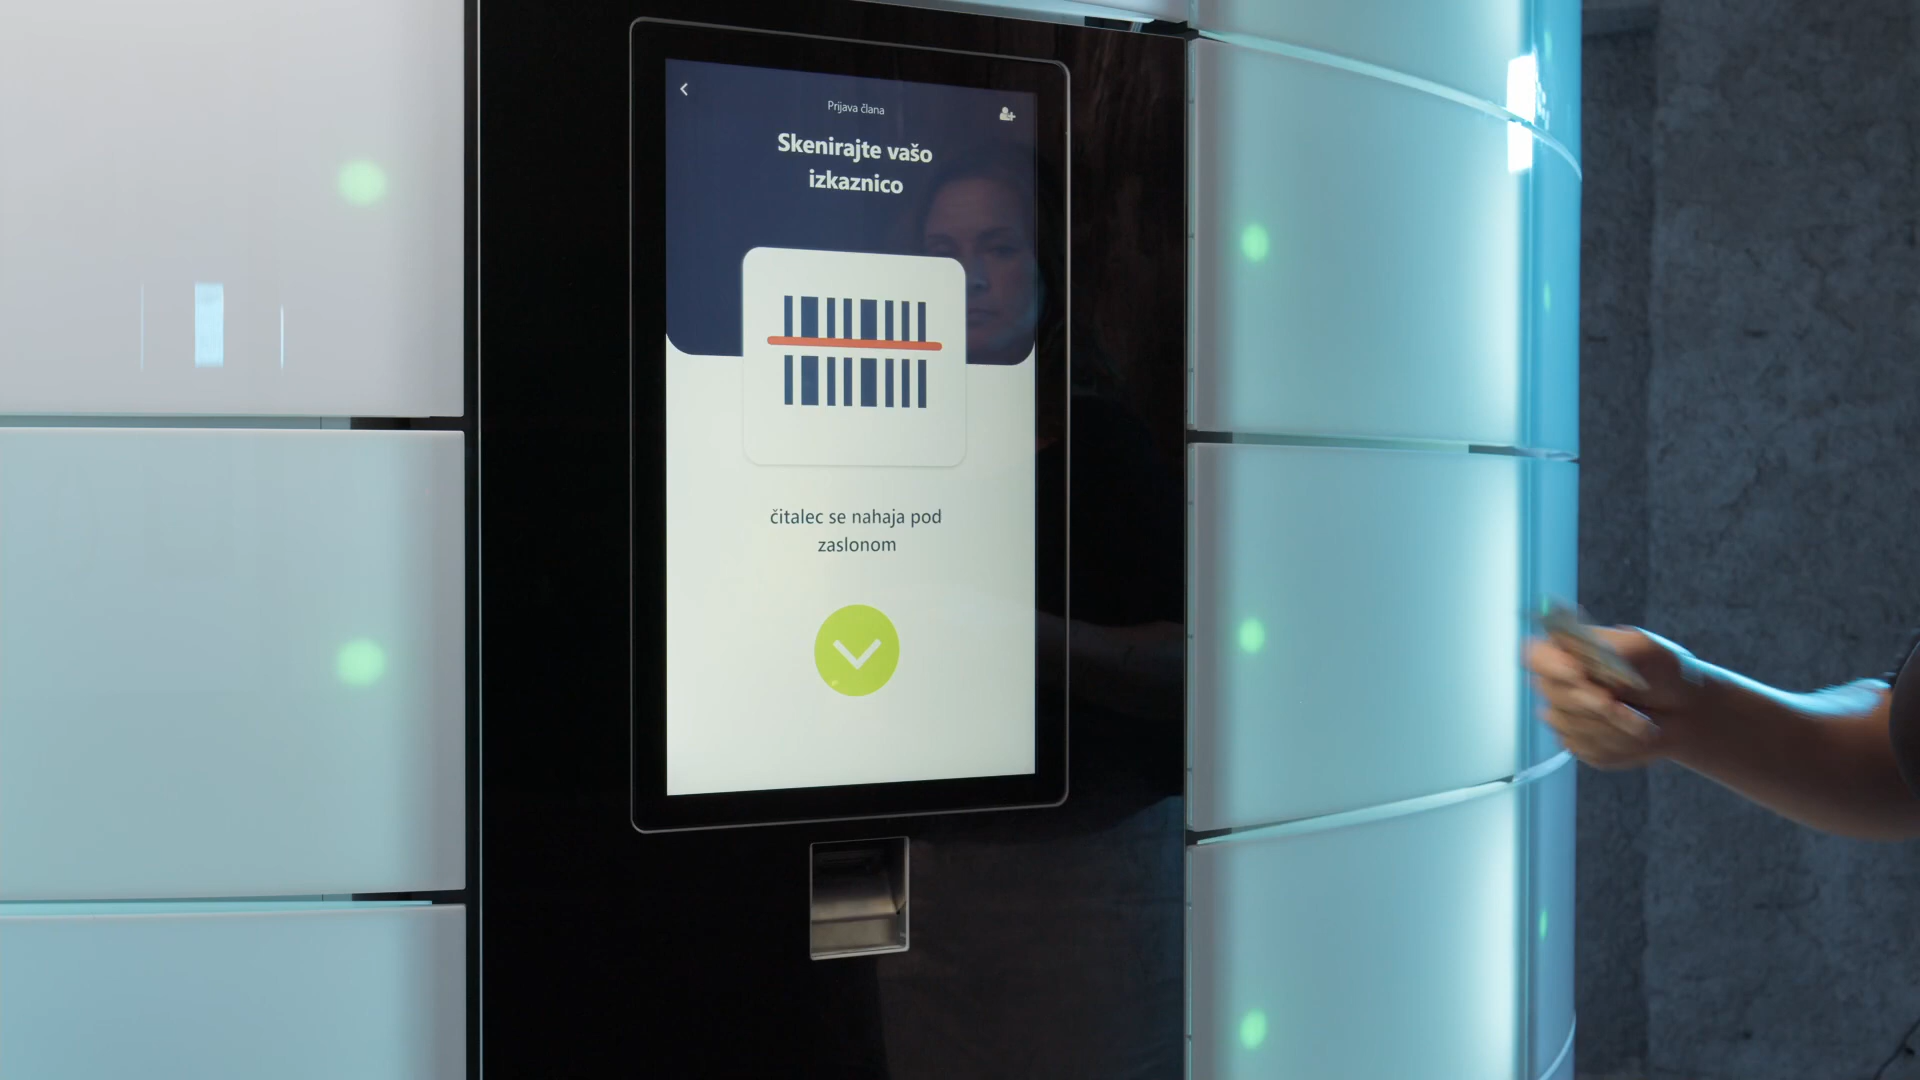 Prijava člana
Skenirajte vašo
izkaznico
čitalec se nahaja pod
zaslonom